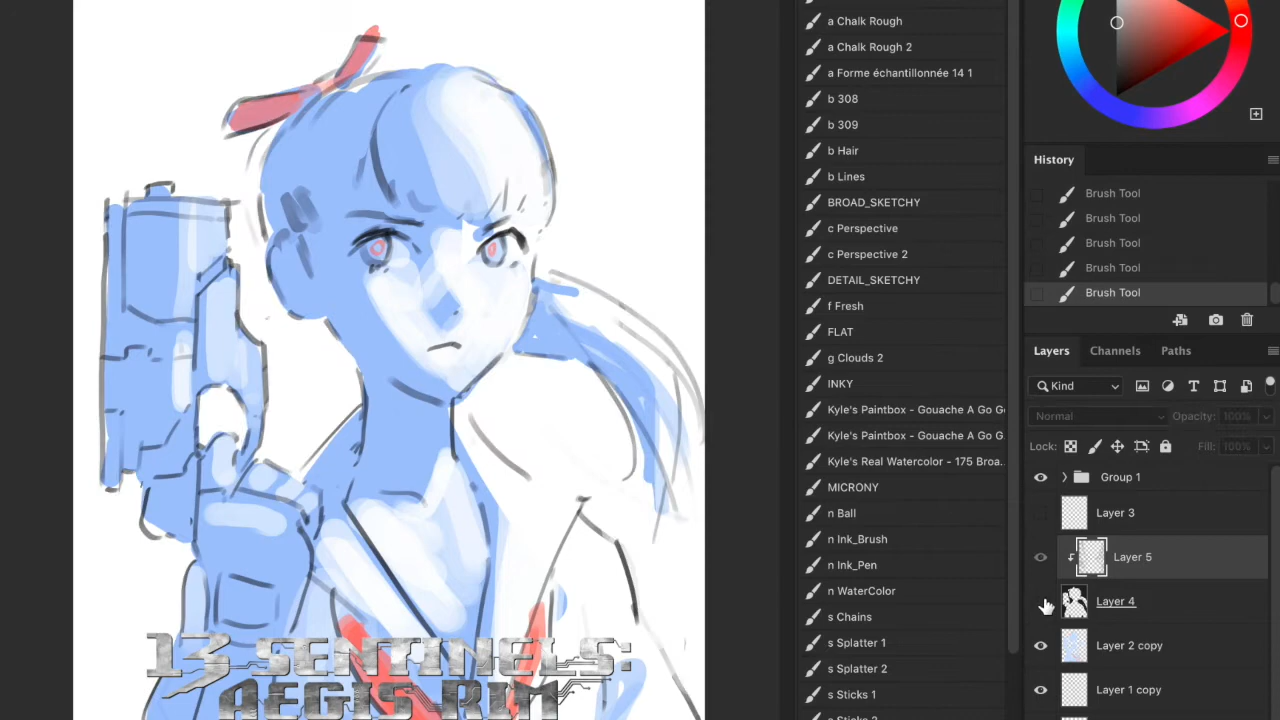 a Chalk Rough
a Chalk Rough 2
a Forme échantillonnée 14 1
b 308
b 309
b Hair
b Lines
BROAD_SKETCHY
c Perspective
c Perspective 2
DETAIL_SKETCHY
f Fresh
FLAT
g Clouds 2
INKY
Kyle's Paintbox - Gouache A Go Go
Kyle's Paintbox - Gouache A Go G...
Kyle's Real Watercolor - 175 Broa...
MICRONY
n Ball
n Ink_Brush
n Ink_Pen
n WaterColor
s Chains
s Splatter 1
s Splatter 2
s Sticks 1
History
Brush Tool
Brush Tool
Brush Tool
Brush Tool
Brush Tool
Layers Channels Paths
Kind
Normal Opacity: 100%
Lock: Fill: 100%
Group 1
Layer 3
Layer 5
Layer 4
Layer 2 copy
Layer 1 copy
13 SENTINELS:
AEGIS RIM